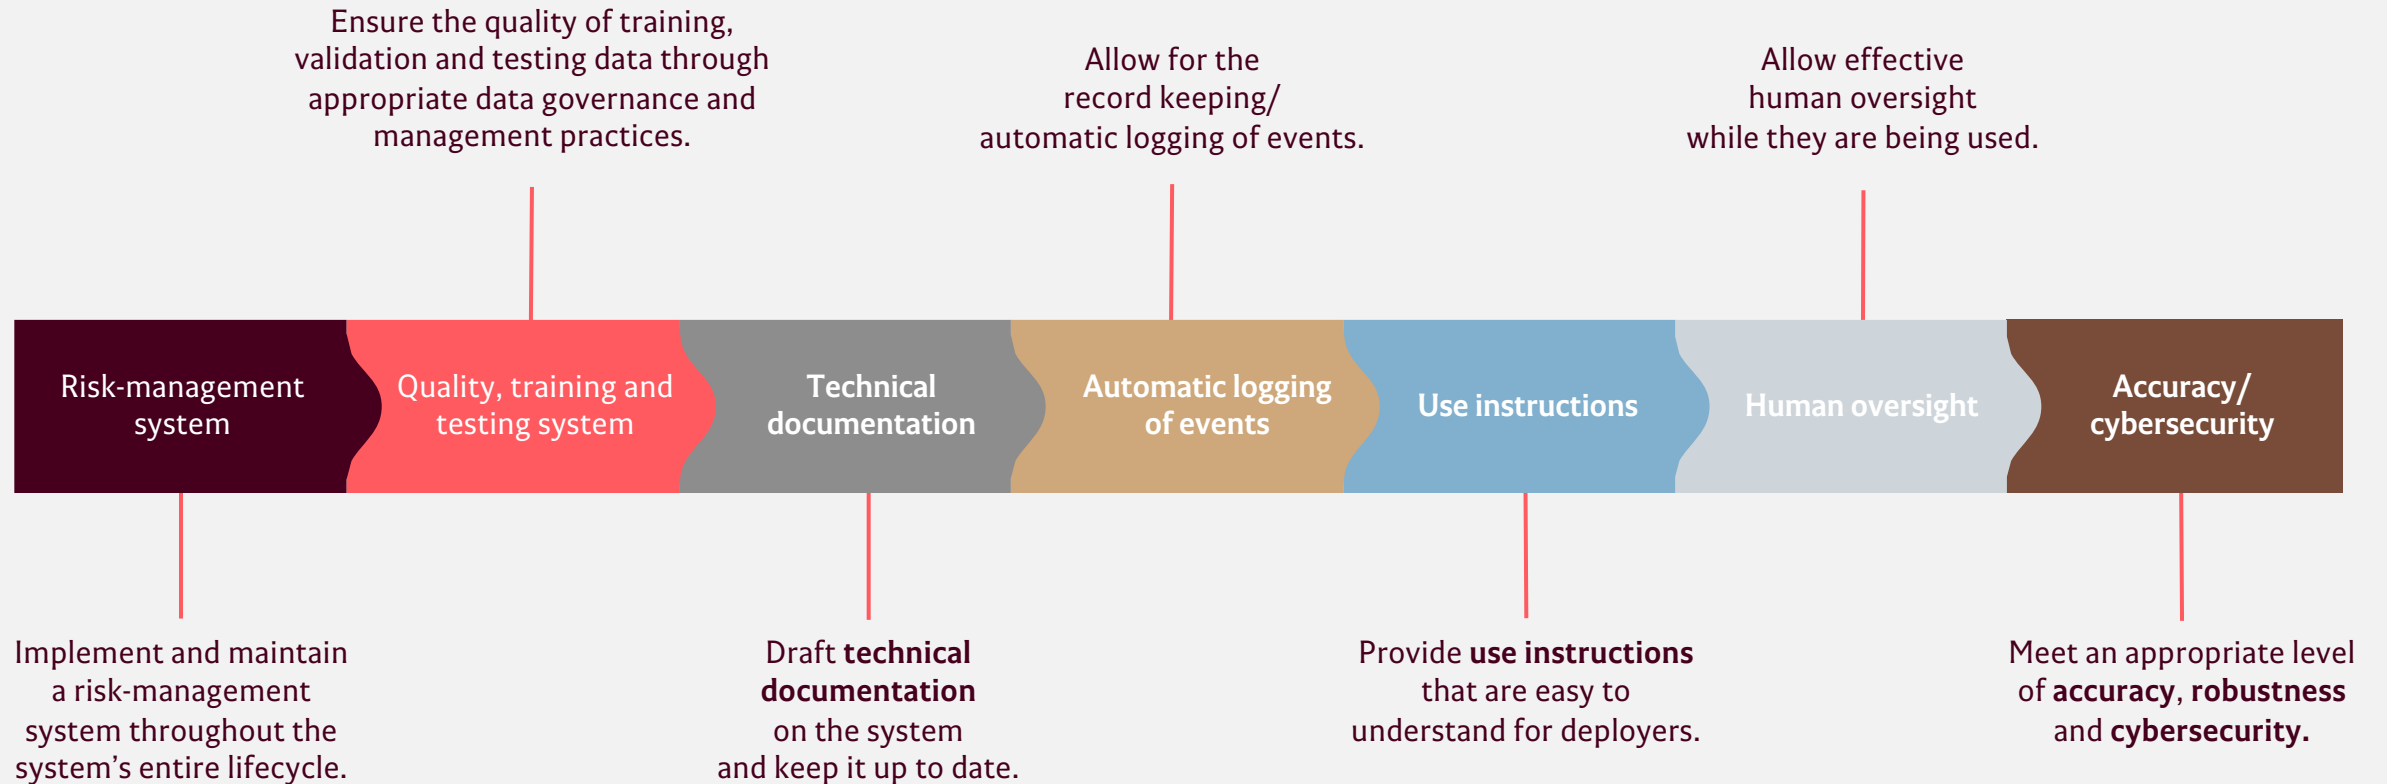 Ensure the quality of training,
validation and testing data through
appropriate data governance and
management practices.
Allow for the
record keeping/
automatic logging of events.
Allow effective
human oversight
while they are being used.
Risk-management
system
Quality, training and
testing system
Technical
documentation
Automatic logging
of events
Use instructions
Human oversight
Accuracy/
cybersecurity
Implement and maintain
a risk-management
system throughout the
system’s entire lifecycle.
Draft technical
documentation
on the system
and keep it up to date.
Provide use instructions
that are easy to
understand for deployers.
Meet an appropriate level
of accuracy, robustness
and cybersecurity.